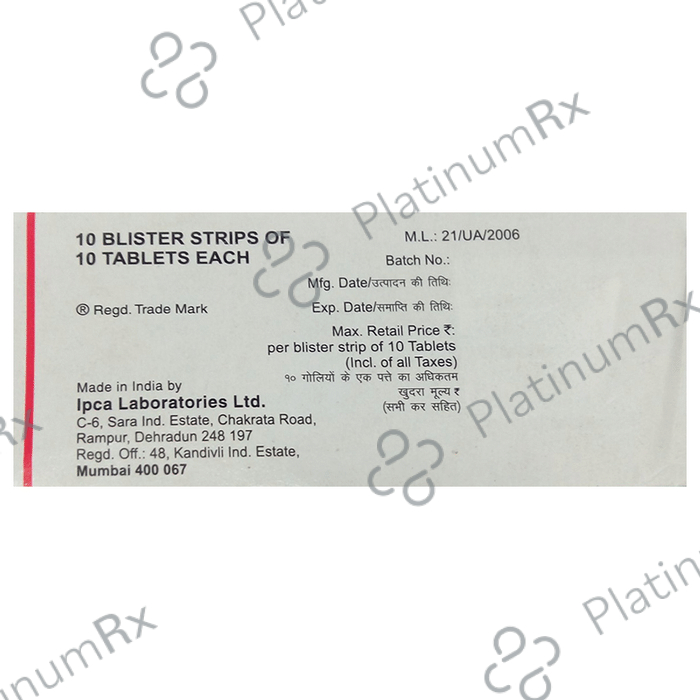 PlatinumRx
10 BLISTER STRIPS OF
10 TABLETS EACH
® Regd. Trade Mark
Made in India by
Ipca Laboratories Ltd.
C-6, Sara Ind. Estate, Chakrata Road,
Rampur, Dehradun 248 197
Regd. Off.: 48, Kandivli Ind. Estate,
Mumbai 400 067
M.L.: 21/UA/2006
Batch No.:
Mfg. Date/उत्पादन की तिथिः
Exp. Date/समाप्ति की तिथिः
Max. Retail Price ₹:
per blister strip of 10 Tablets
(Incl. of all Taxes)
१० गोलियों के एक पत्ते का अधिकतम
खुदरा मूल्य ₹
(सभी कर सहित)
PlatinumRx
PlatinumRx
Platin
atinumRx